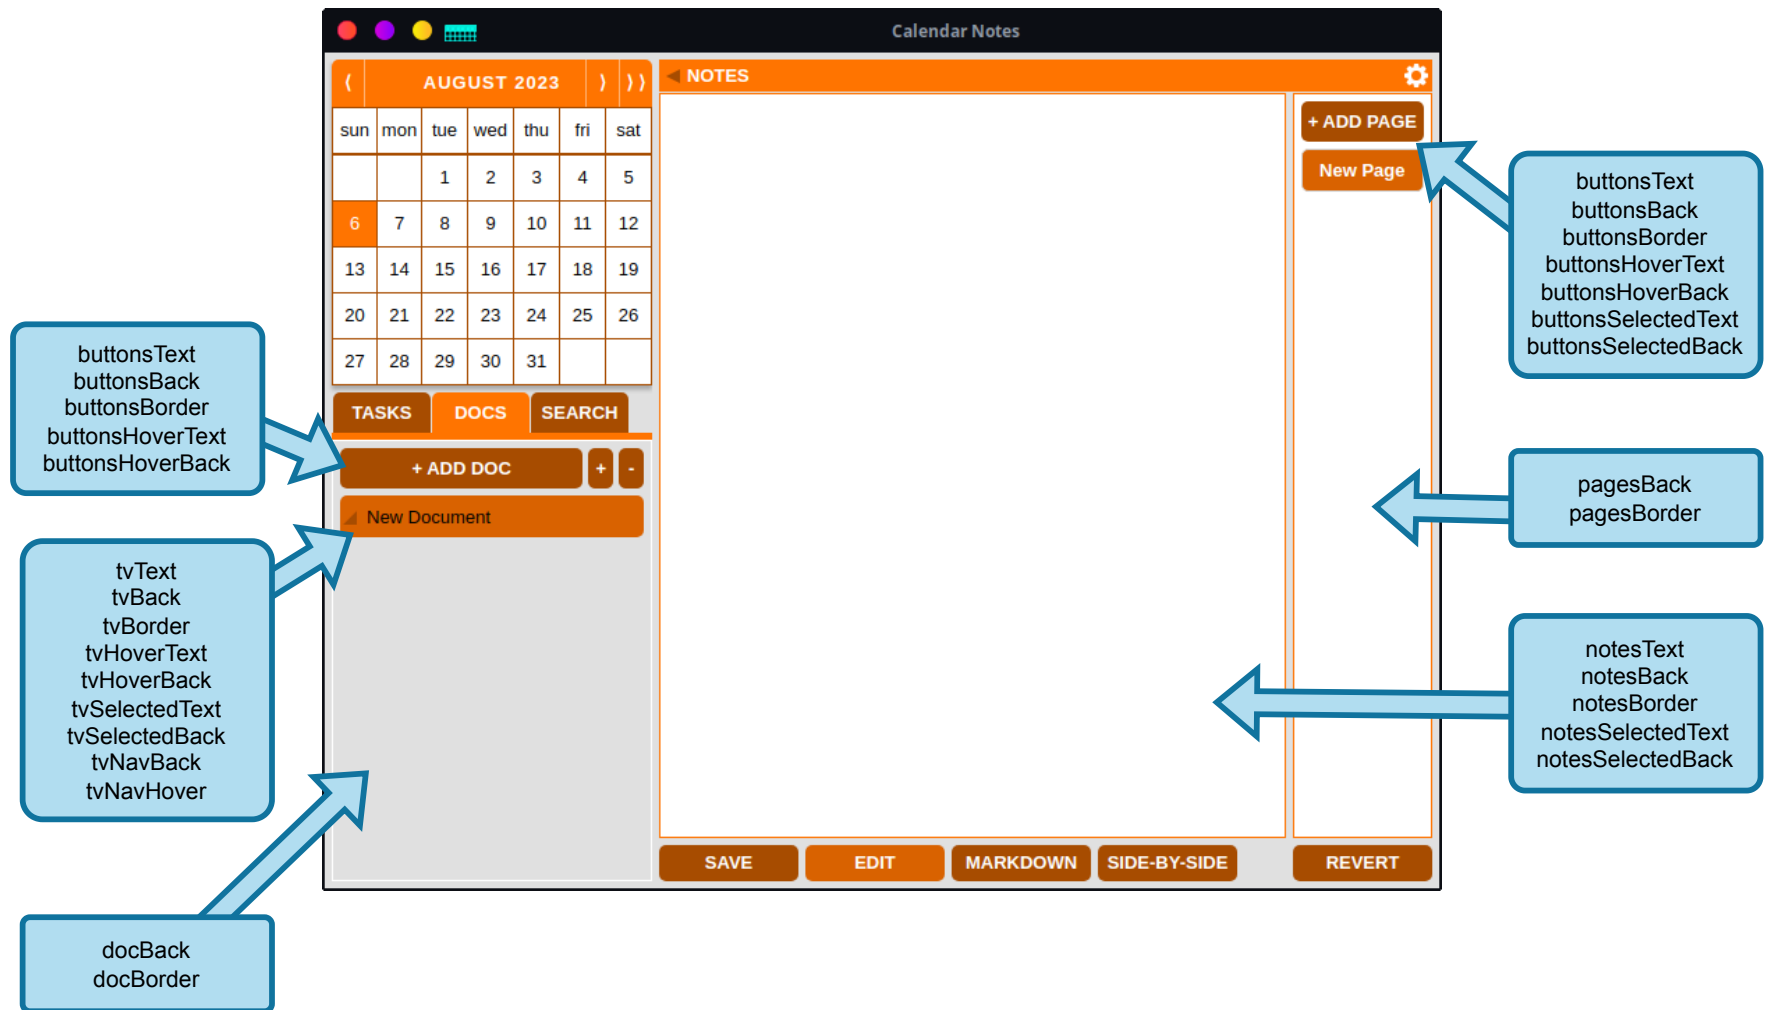 Calendar Notes
⟨ AUGUST 2023 ⟩ ⟩⟩
sun mon tue wed thu fri sat
1 2 3 4 5
6 7 8 9 10 11 12
13 14 15 16 17 18 19
20 21 22 23 24 25 26
27 28 29 30 31
TASKS DOCS SEARCH
+ ADD DOC + -
New Document
NOTES
+ ADD PAGE
New Page
SAVE EDIT MARKDOWN SIDE-BY-SIDE REVERT
buttonsText
buttonsBack
buttonsBorder
buttonsHoverText
buttonsHoverBack
tvText
tvBack
tvBorder
tvHoverText
tvHoverBack
tvSelectedText
tvSelectedBack
tvNavBack
tvNavHover
docBack
docBorder
buttonsText
buttonsBack
buttonsBorder
buttonsHoverText
buttonsHoverBack
buttonsSelectedText
buttonsSelectedBack
pagesBack
pagesBorder
notesText
notesBack
notesBorder
notesSelectedText
notesSelectedBack